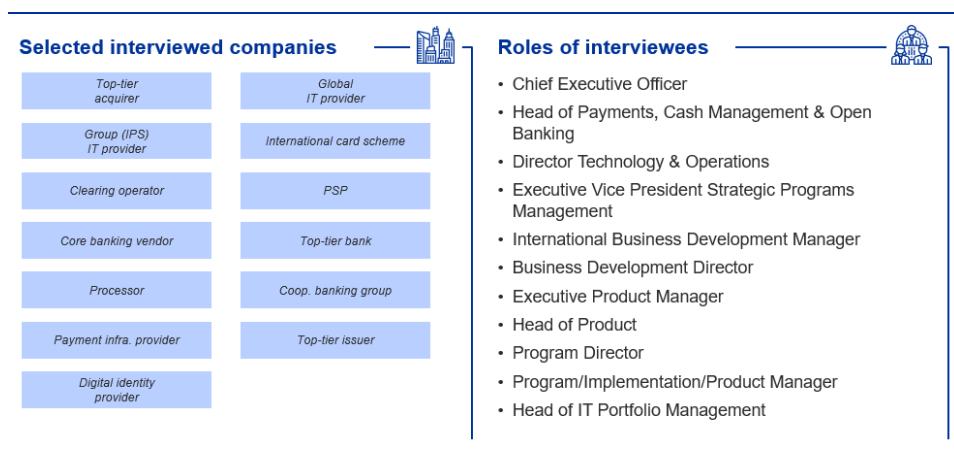 Selected interviewed companies
Top-tier
acquirer
Global
IT provider
Group (IPS)
IT provider
International card scheme
Clearing operator
PSP
Core banking vendor
Top-tier bank
Processor
Coop. banking group
Payment infra. provider
Top-tier issuer
Digital identity
provider
Roles of interviewees
• Chief Executive Officer
• Head of Payments, Cash Management & Open
Banking
• Director Technology & Operations
• Executive Vice President Strategic Programs
Management
• International Business Development Manager
• Business Development Director
• Executive Product Manager
• Head of Product
• Program Director
• Program/Implementation/Product Manager
• Head of IT Portfolio Management